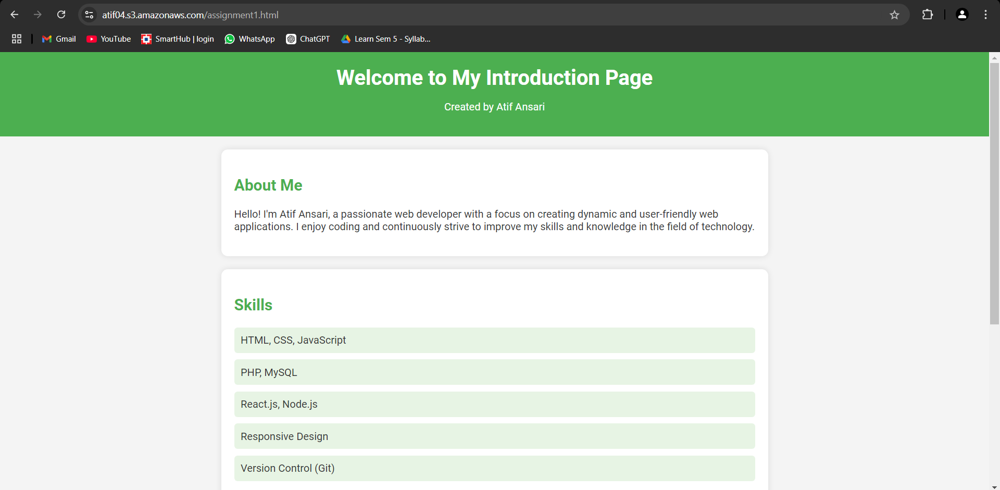 atif04.s3.amazonaws.com/assignment1.html
Gmail YouTube SmartHub | login WhatsApp ChatGPT Learn Sem 5 - Syllab...
Welcome to My Introduction Page
Created by Atif Ansari
About Me
Hello! I'm Atif Ansari, a passionate web developer with a focus on creating dynamic and user-friendly web
applications. I enjoy coding and continuously strive to improve my skills and knowledge in the field of technology.
Skills
HTML, CSS, JavaScript
PHP, MySQL
React.js, Node.js
Responsive Design
Version Control (Git)